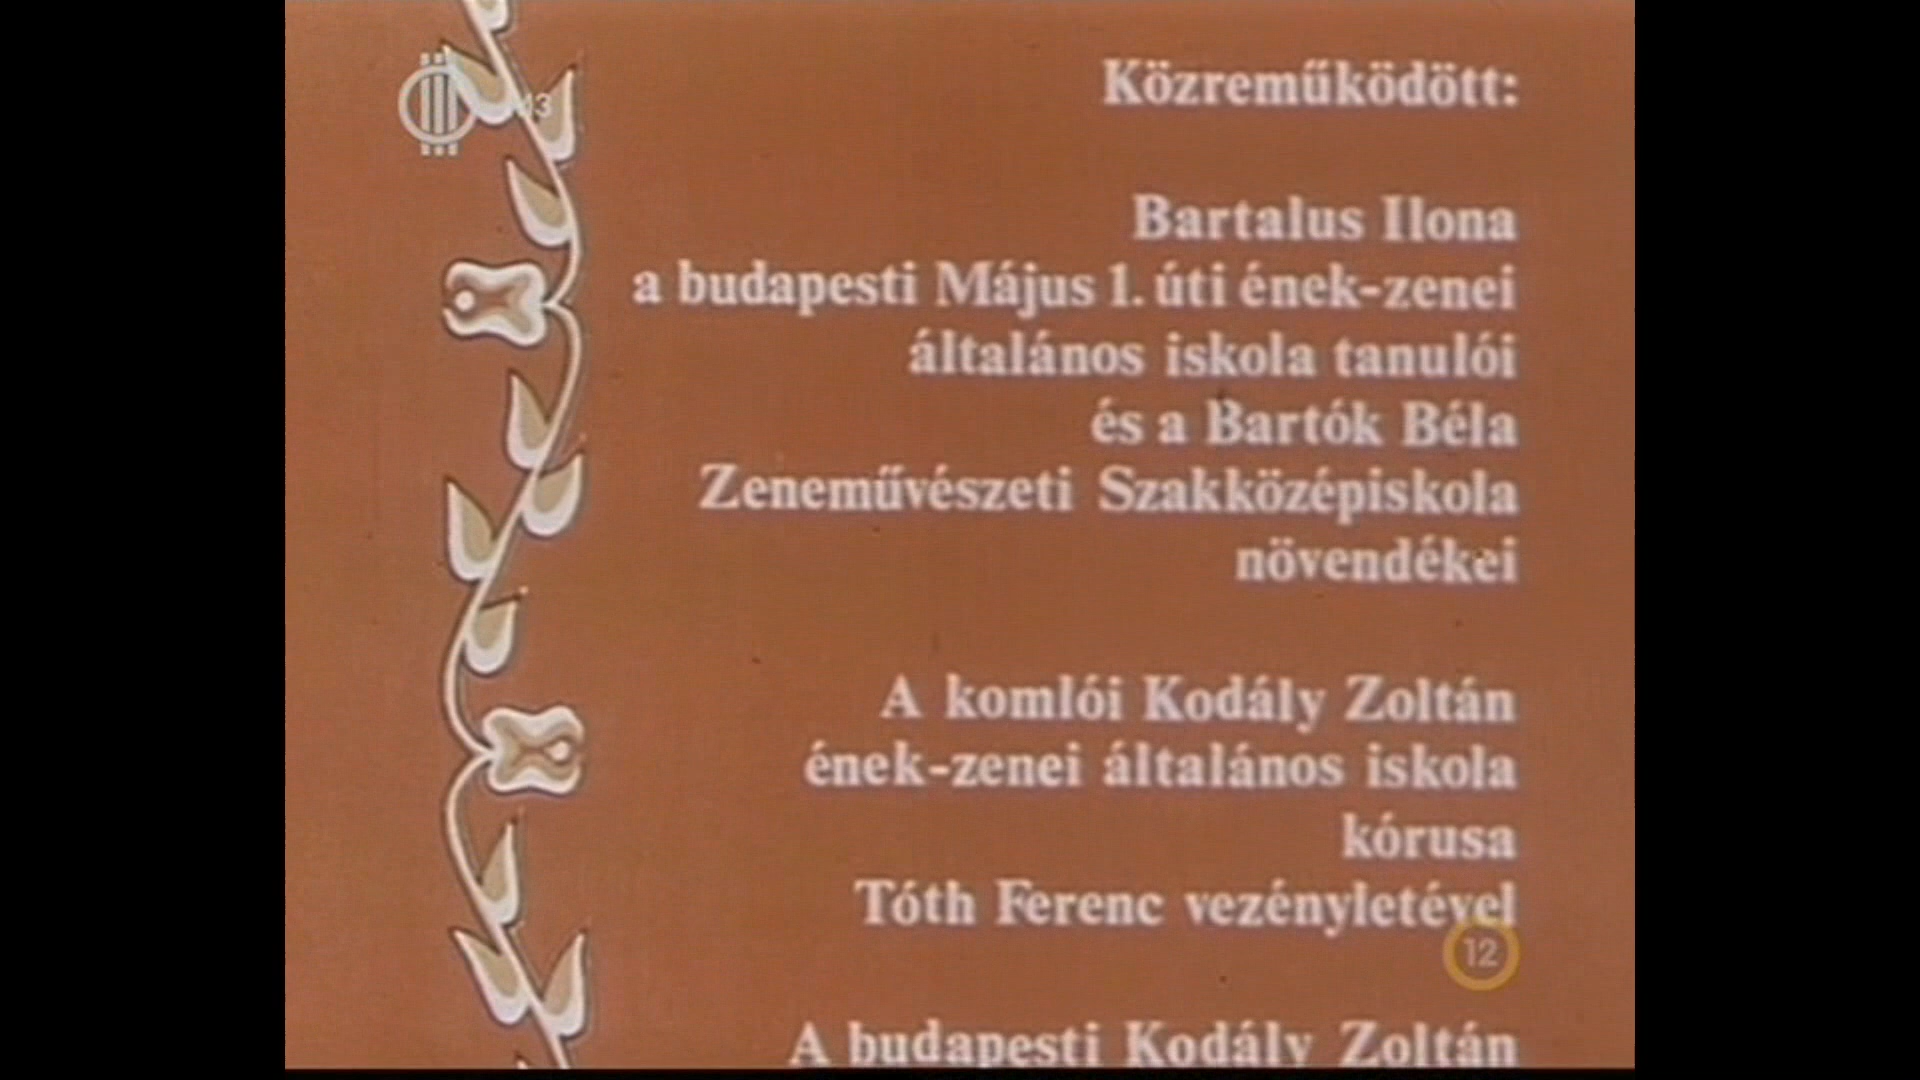 Közreműködött:
Bartalus Ilona
a budapesti Május 1. úti ének-zenei
általános iskola tanulói
és a Bartók Béla
Zeneművészeti Szakközépiskola
növendékei
A komlói Kodály Zoltán
ének-zenei általános iskola
kórusa
Tóth Ferenc vezényletével
12
A budapesti Kodály Zoltán